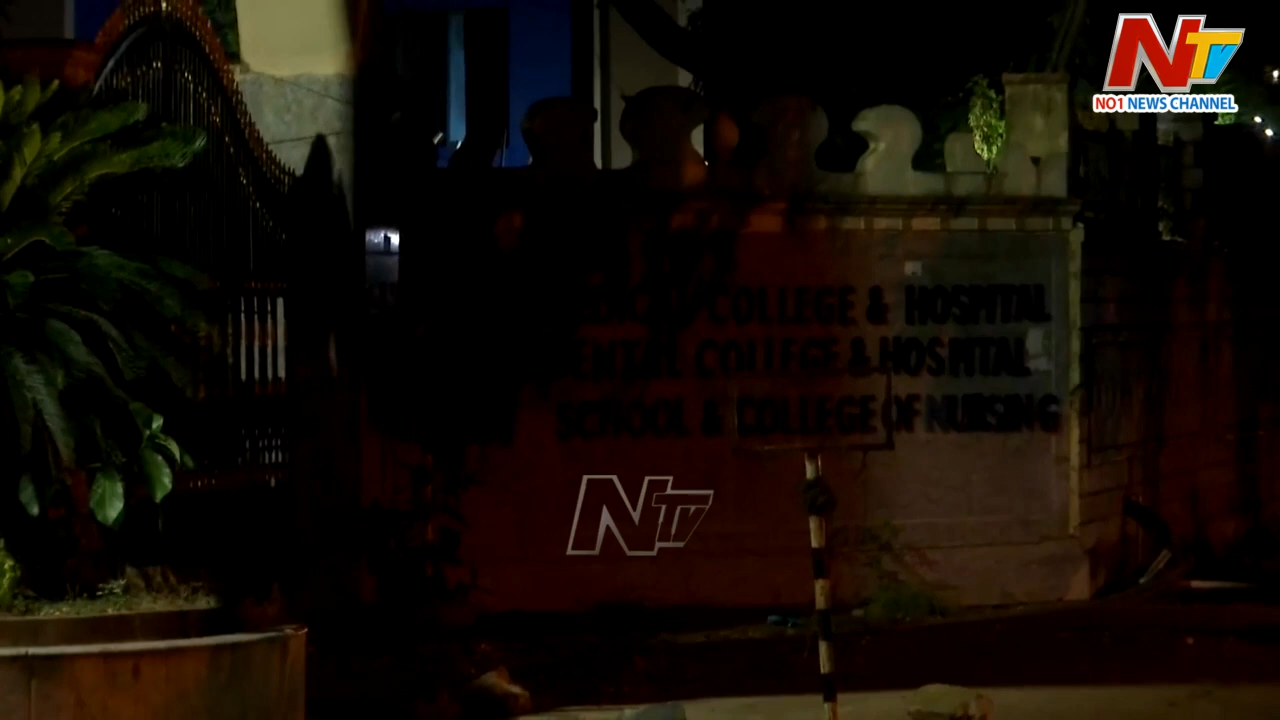 NTV
NO1 NEWS CHANNEL
COLLEGE & HOSPITAL
COLLEGE & HOSPITAL
SCHOOL & COLLEGE OF NURSING
NTV